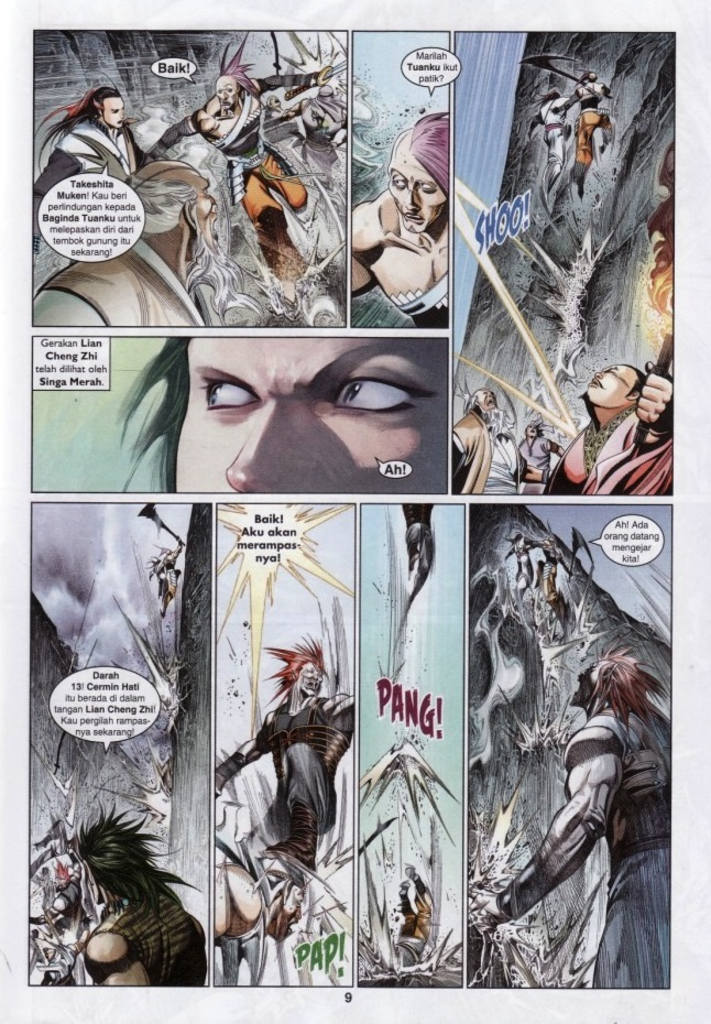 Baik!
Takeshita
Muken! Kau beri
perlindungan kepada
Baginda Tuanku untuk
melepaskan diri dari
tembok gunung itu
sekarang!
Marilah
Tuanku ikut
patik?
SHOO!
Gerakan Lian
Cheng Zhi
telah dilihat oleh
Singa Merah.
Ah!
Darah
13! Cermin Hati
itu berada di dalam
tangan Lian Cheng Zhi!
Kau pergilah rampas-
nya sekarang!
Baik!
Aku akan
merampas-
nya!
PAP!
PANG!
Ah! Ada
orang datang
mengejar
kita!
9